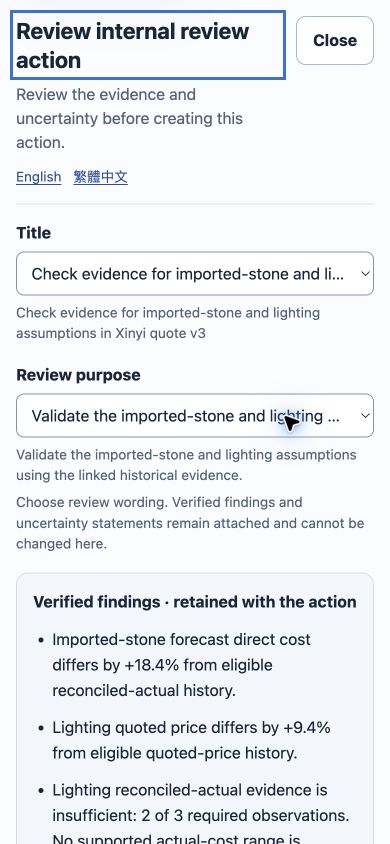 Review internal review
action
Close
Review the evidence and
uncertainty before creating this
action.
English 繁體中文
Title
Check evidence for imported-stone and li...
Check evidence for imported-stone and lighting
assumptions in Xinyi quote v3
Review purpose
Validate the imported-stone and lighting ...
Validate the imported-stone and lighting assumptions
using the linked historical evidence.
Choose review wording. Verified findings and
uncertainty statements remain attached and cannot be
changed here.
Verified findings · retained with the action
• Imported-stone forecast direct cost
differs by +18.4% from eligible
reconciled-actual history.
• Lighting quoted price differs by +9.4%
from eligible quoted-price history.
• Lighting reconciled-actual evidence is
insufficient: 2 of 3 required observations.
No supported actual-cost range is